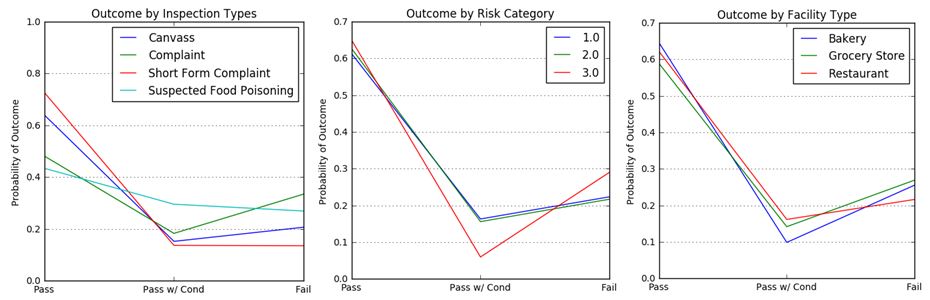 Outcome by Inspection Types
Probability of Outcome
1.0
0.8
0.6
0.4
0.2
0.0
Canvass
Complaint
Short Form Complaint
Suspected Food Poisoning
Pass
Pass w/ Cond
Fail
Outcome by Risk Category
Probability of Outcome
0.7
0.6
0.5
0.4
0.3
0.2
0.1
0.0
1.0
2.0
3.0
Pass
Pass w/ Cond
Fail
Outcome by Facility Type
Probability of Outcome
0.7
0.6
0.5
0.4
0.3
0.2
0.1
0.0
Bakery
Grocery Store
Restaurant
Pass
Pass w/ Cond
Fail